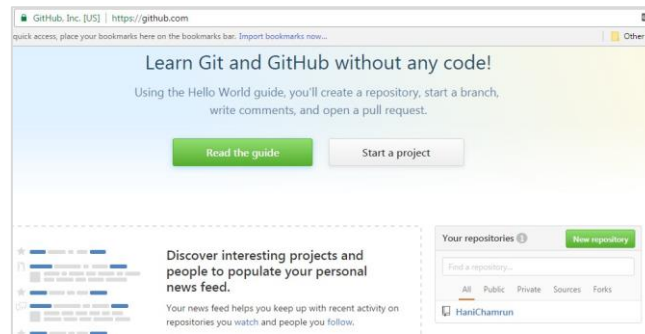 GitHub, Inc. [US] https://github.com
quick access, place your bookmarks here on the bookmarks bar. Import bookmarks now... Other
Learn Git and GitHub without any code!
Using the Hello World guide, you'll create a repository, start a branch,
write comments, and open a pull request.
Read the guide Start a project
Discover interesting projects and
people to populate your personal
news feed.
Your news feed helps you keep up with recent activity on
repositories you watch and people you follow.
Your repositories 1 New repository
Find a repository...
All Public Private Sources Forks
HaniChamrun